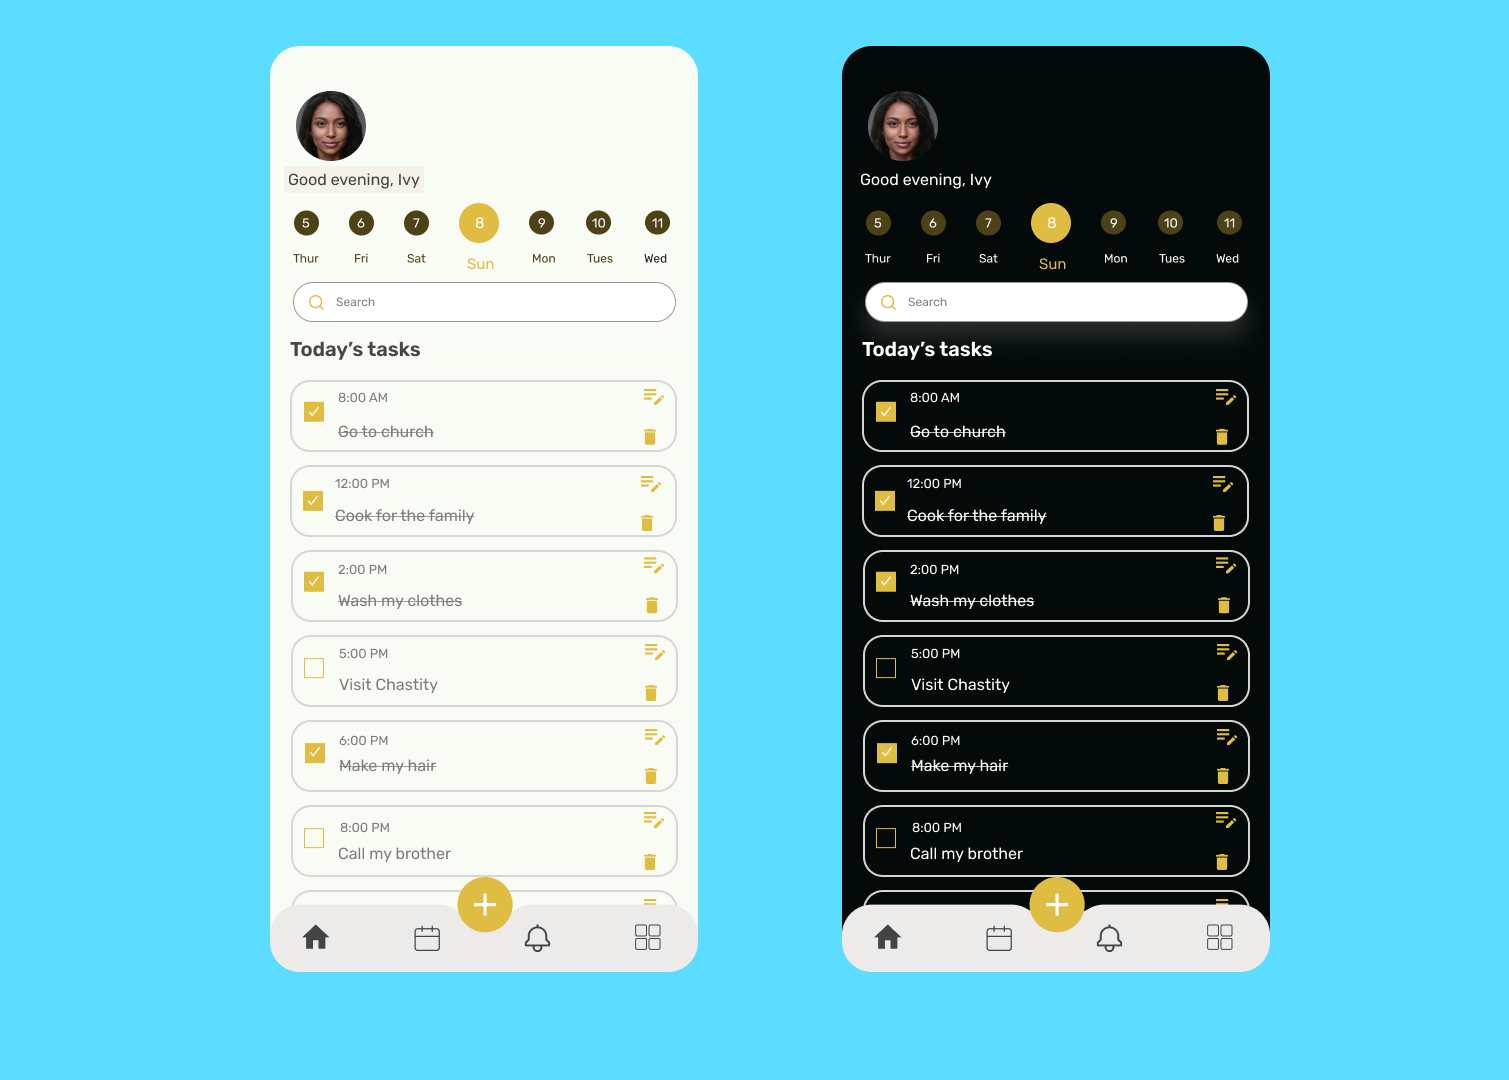 Good evening, Ivy
5 6 7 8 9 10 11
Thur Fri Sat Sun Mon Tues Wed
Search
Today's tasks
8:00 AM
Go to church
12:00 PM
Cook for the family
2:00 PM
Wash my clothes
5:00 PM
Visit Chastity
6:00 PM
Make my hair
8:00 PM
Call my brother
Good evening, Ivy
5 6 7 8 9 10 11
Thur Fri Sat Sun Mon Tues Wed
Search
Today's tasks
8:00 AM
Go to church
12:00 PM
Cook for the family
2:00 PM
Wash my clothes
5:00 PM
Visit Chastity
6:00 PM
Make my hair
8:00 PM
Call my brother